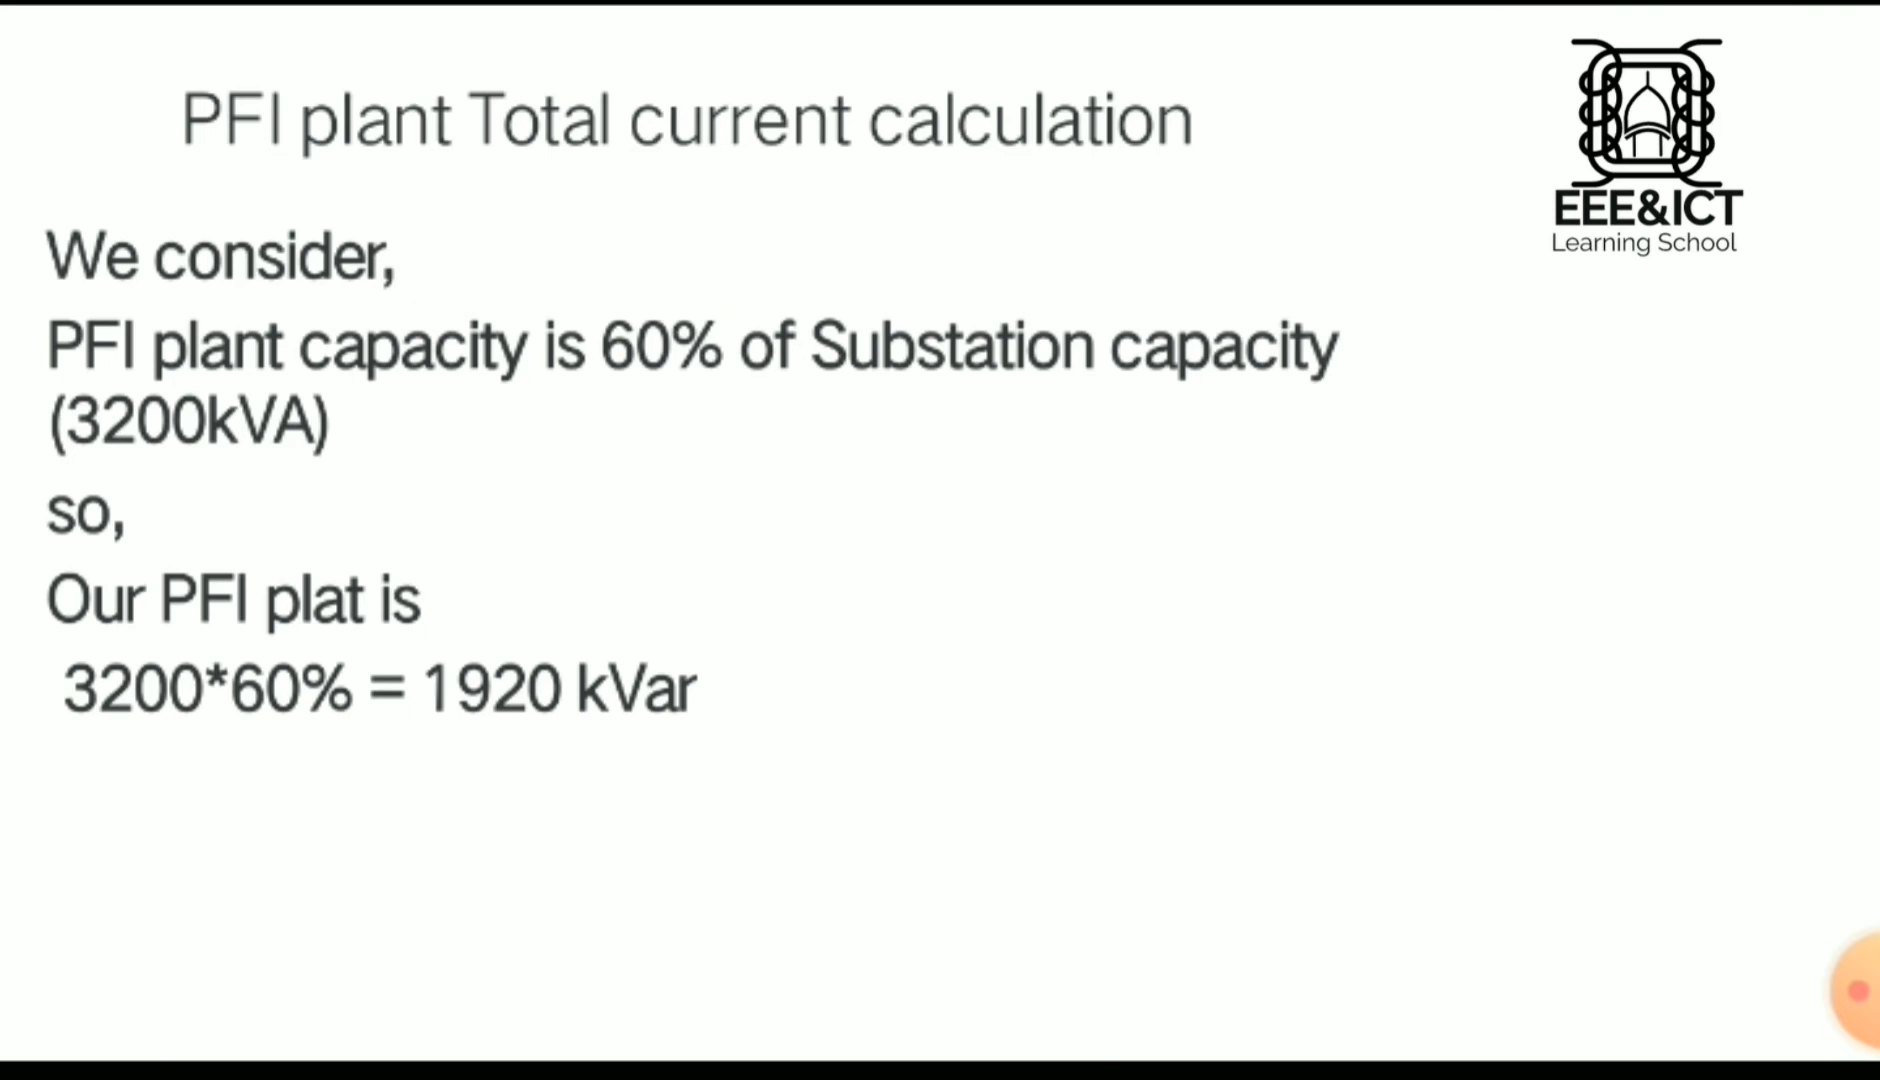 PFI plant Total current calculation
EEE&ICT
Learning School
We consider,
PFI plant capacity is 60% of Substation capacity
(3200kVA)
so,
Our PFI plat is
3200*60% = 1920 kVar